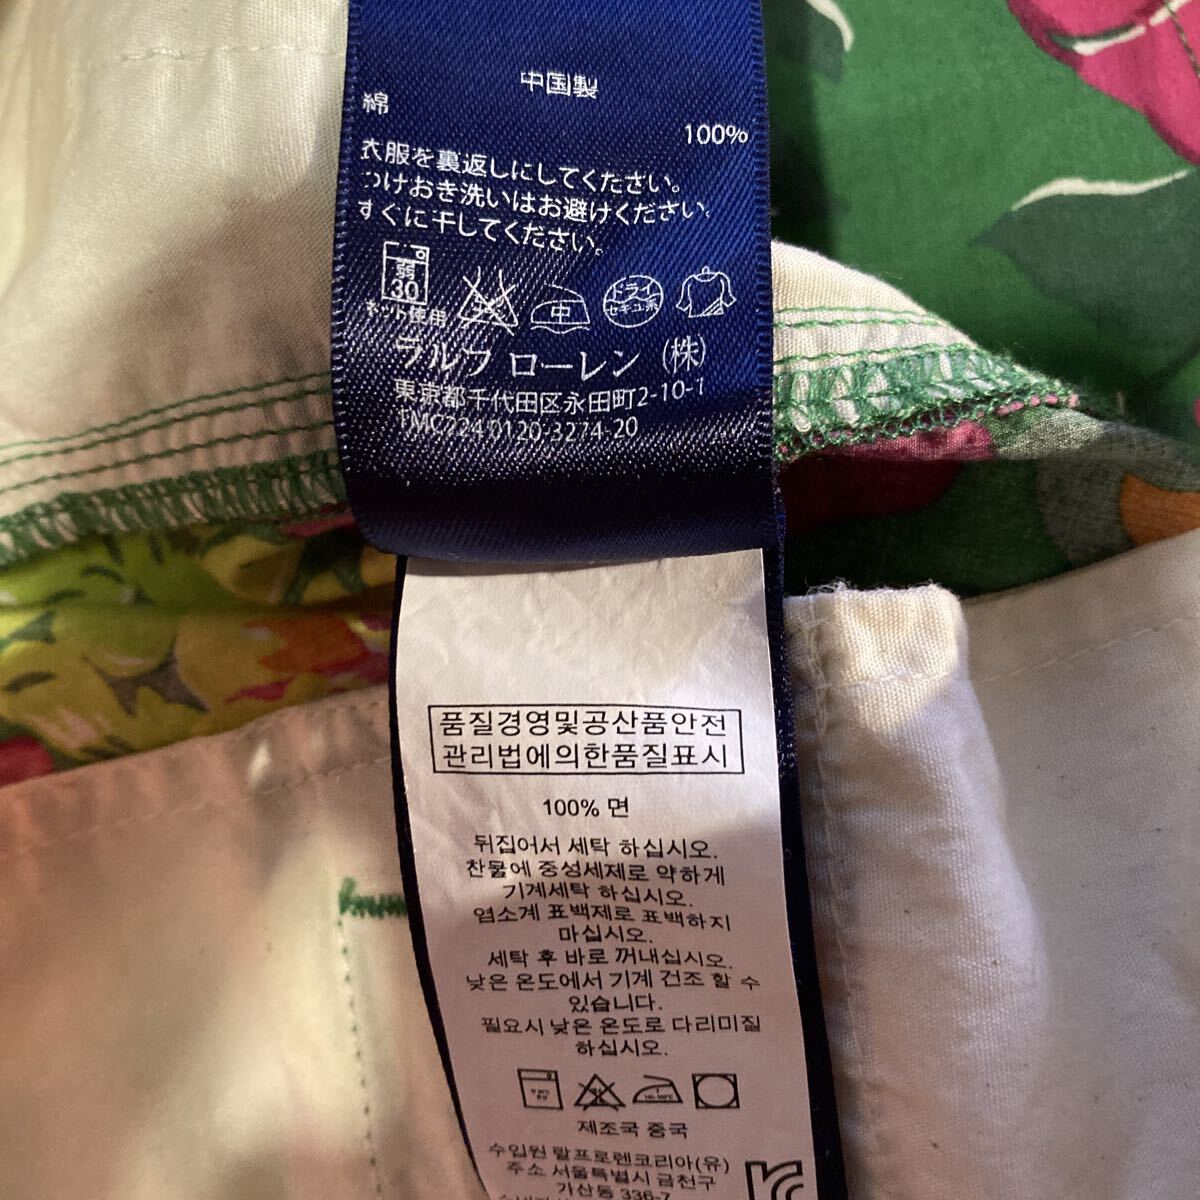 中国製
綿
100%
衣服を裏返しにしてください。
つけおき洗いはお避けください。
すぐに干してください。
弱
30
ネット使用
中
ドライ
セキユ系
ラルフ ローレン (株)
東京都千代田区永田町2-10-1
TMC224 0120-3274-20
품질경영및공산품안전
관리법에의한품질표시
100% 면
뒤집어서 세탁 하십시오.
찬물에 중성세제로 약하게
기계세탁 하십시오.
염소계 표백제로 표백하지
마십시오.
세탁 후 바로 꺼내십시오.
낮은 온도에서 기계 건조 할 수
있습니다.
필요시 낮은 온도로 다리미질
하십시오.
제조국 중국
수입원 랄프로렌코리아(유)
주소 서울특별시 금천구
가산동 336-7